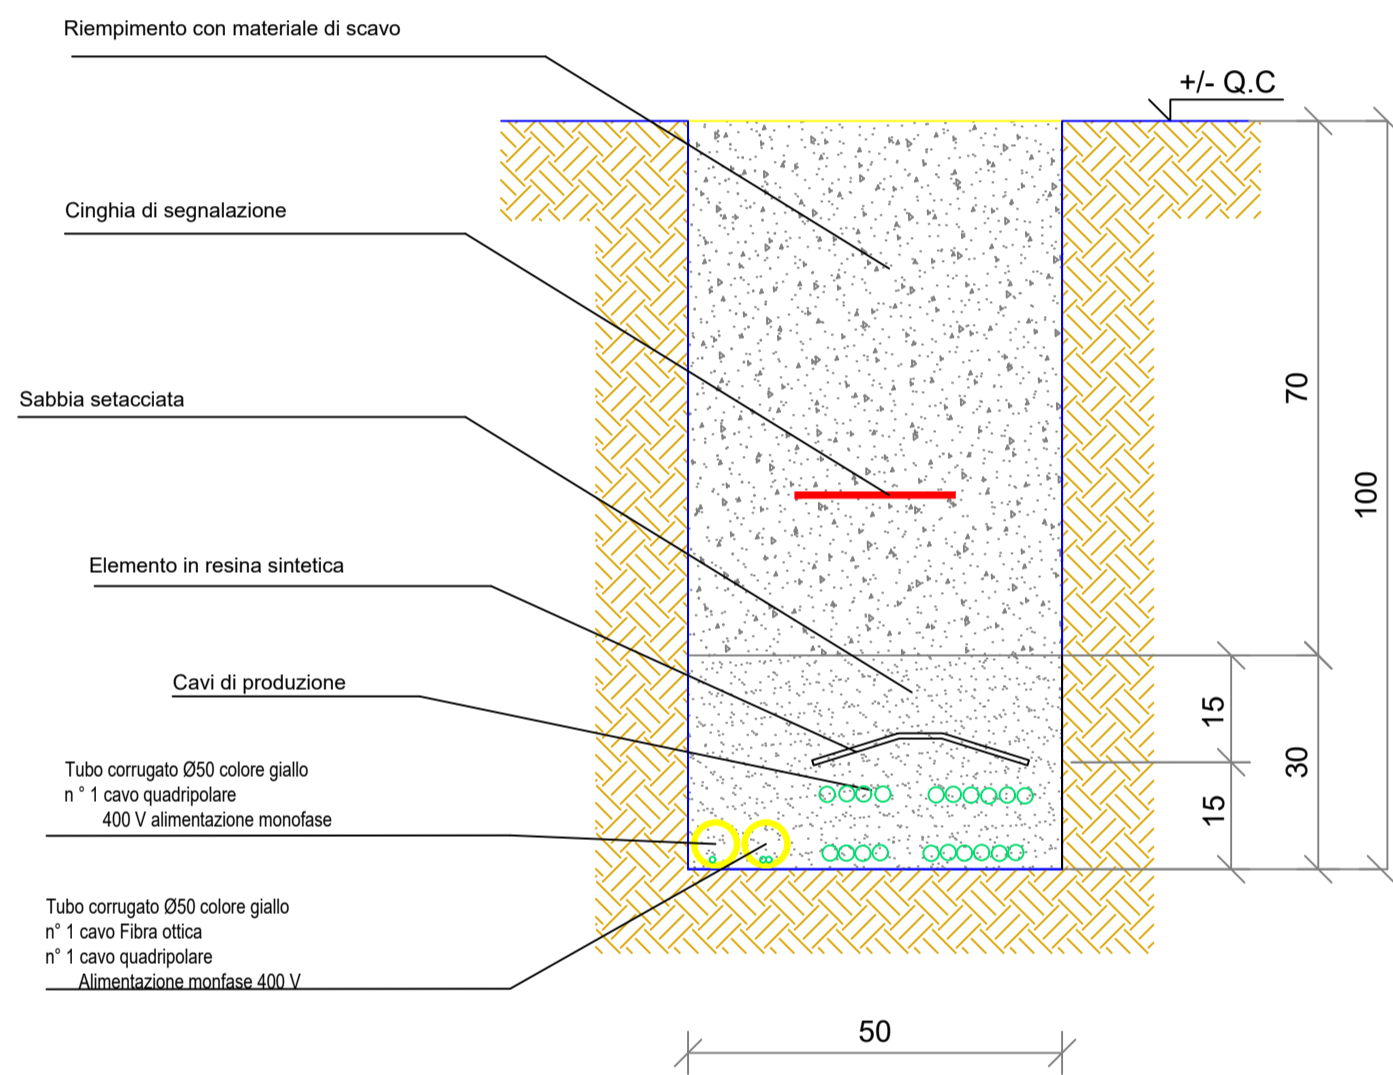 Riempimento con materiale di scavo
+/- Q.C
Cinghia di segnalazione
70
Sabbia setacciata
100
Elemento in resina sintetica
Cavi di produzione
15
30
15
Tubo corrugato Ø50 colore giallo
n ° 1 cavo quadripolare
400 V alimentazione monofase
Tubo corrugato Ø50 colore giallo
n° 1 cavo Fibra ottica
n° 1 cavo quadripolare
Alimentazione monfase 400 V
50